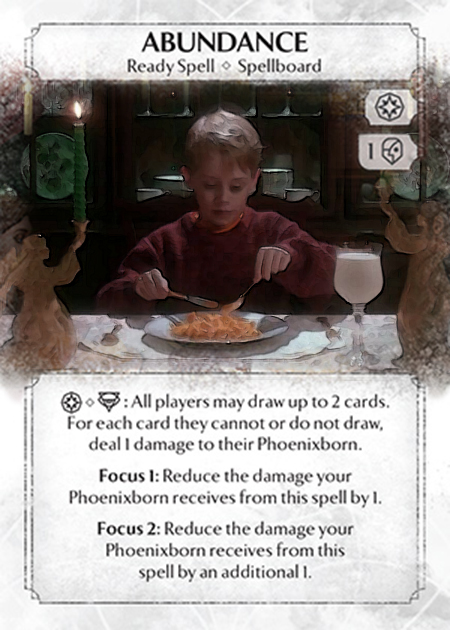 ABUNDANCE
Ready Spell ⬦ Spellboard
1
⬦ : All players may draw up to 2 cards.
For each card they cannot or do not draw,
deal 1 damage to their Phoenixborn.
Focus 1: Reduce the damage your
Phoenixborn receives from this spell by 1.
Focus 2: Reduce the damage your
Phoenixborn receives from this
spell by an additional 1.